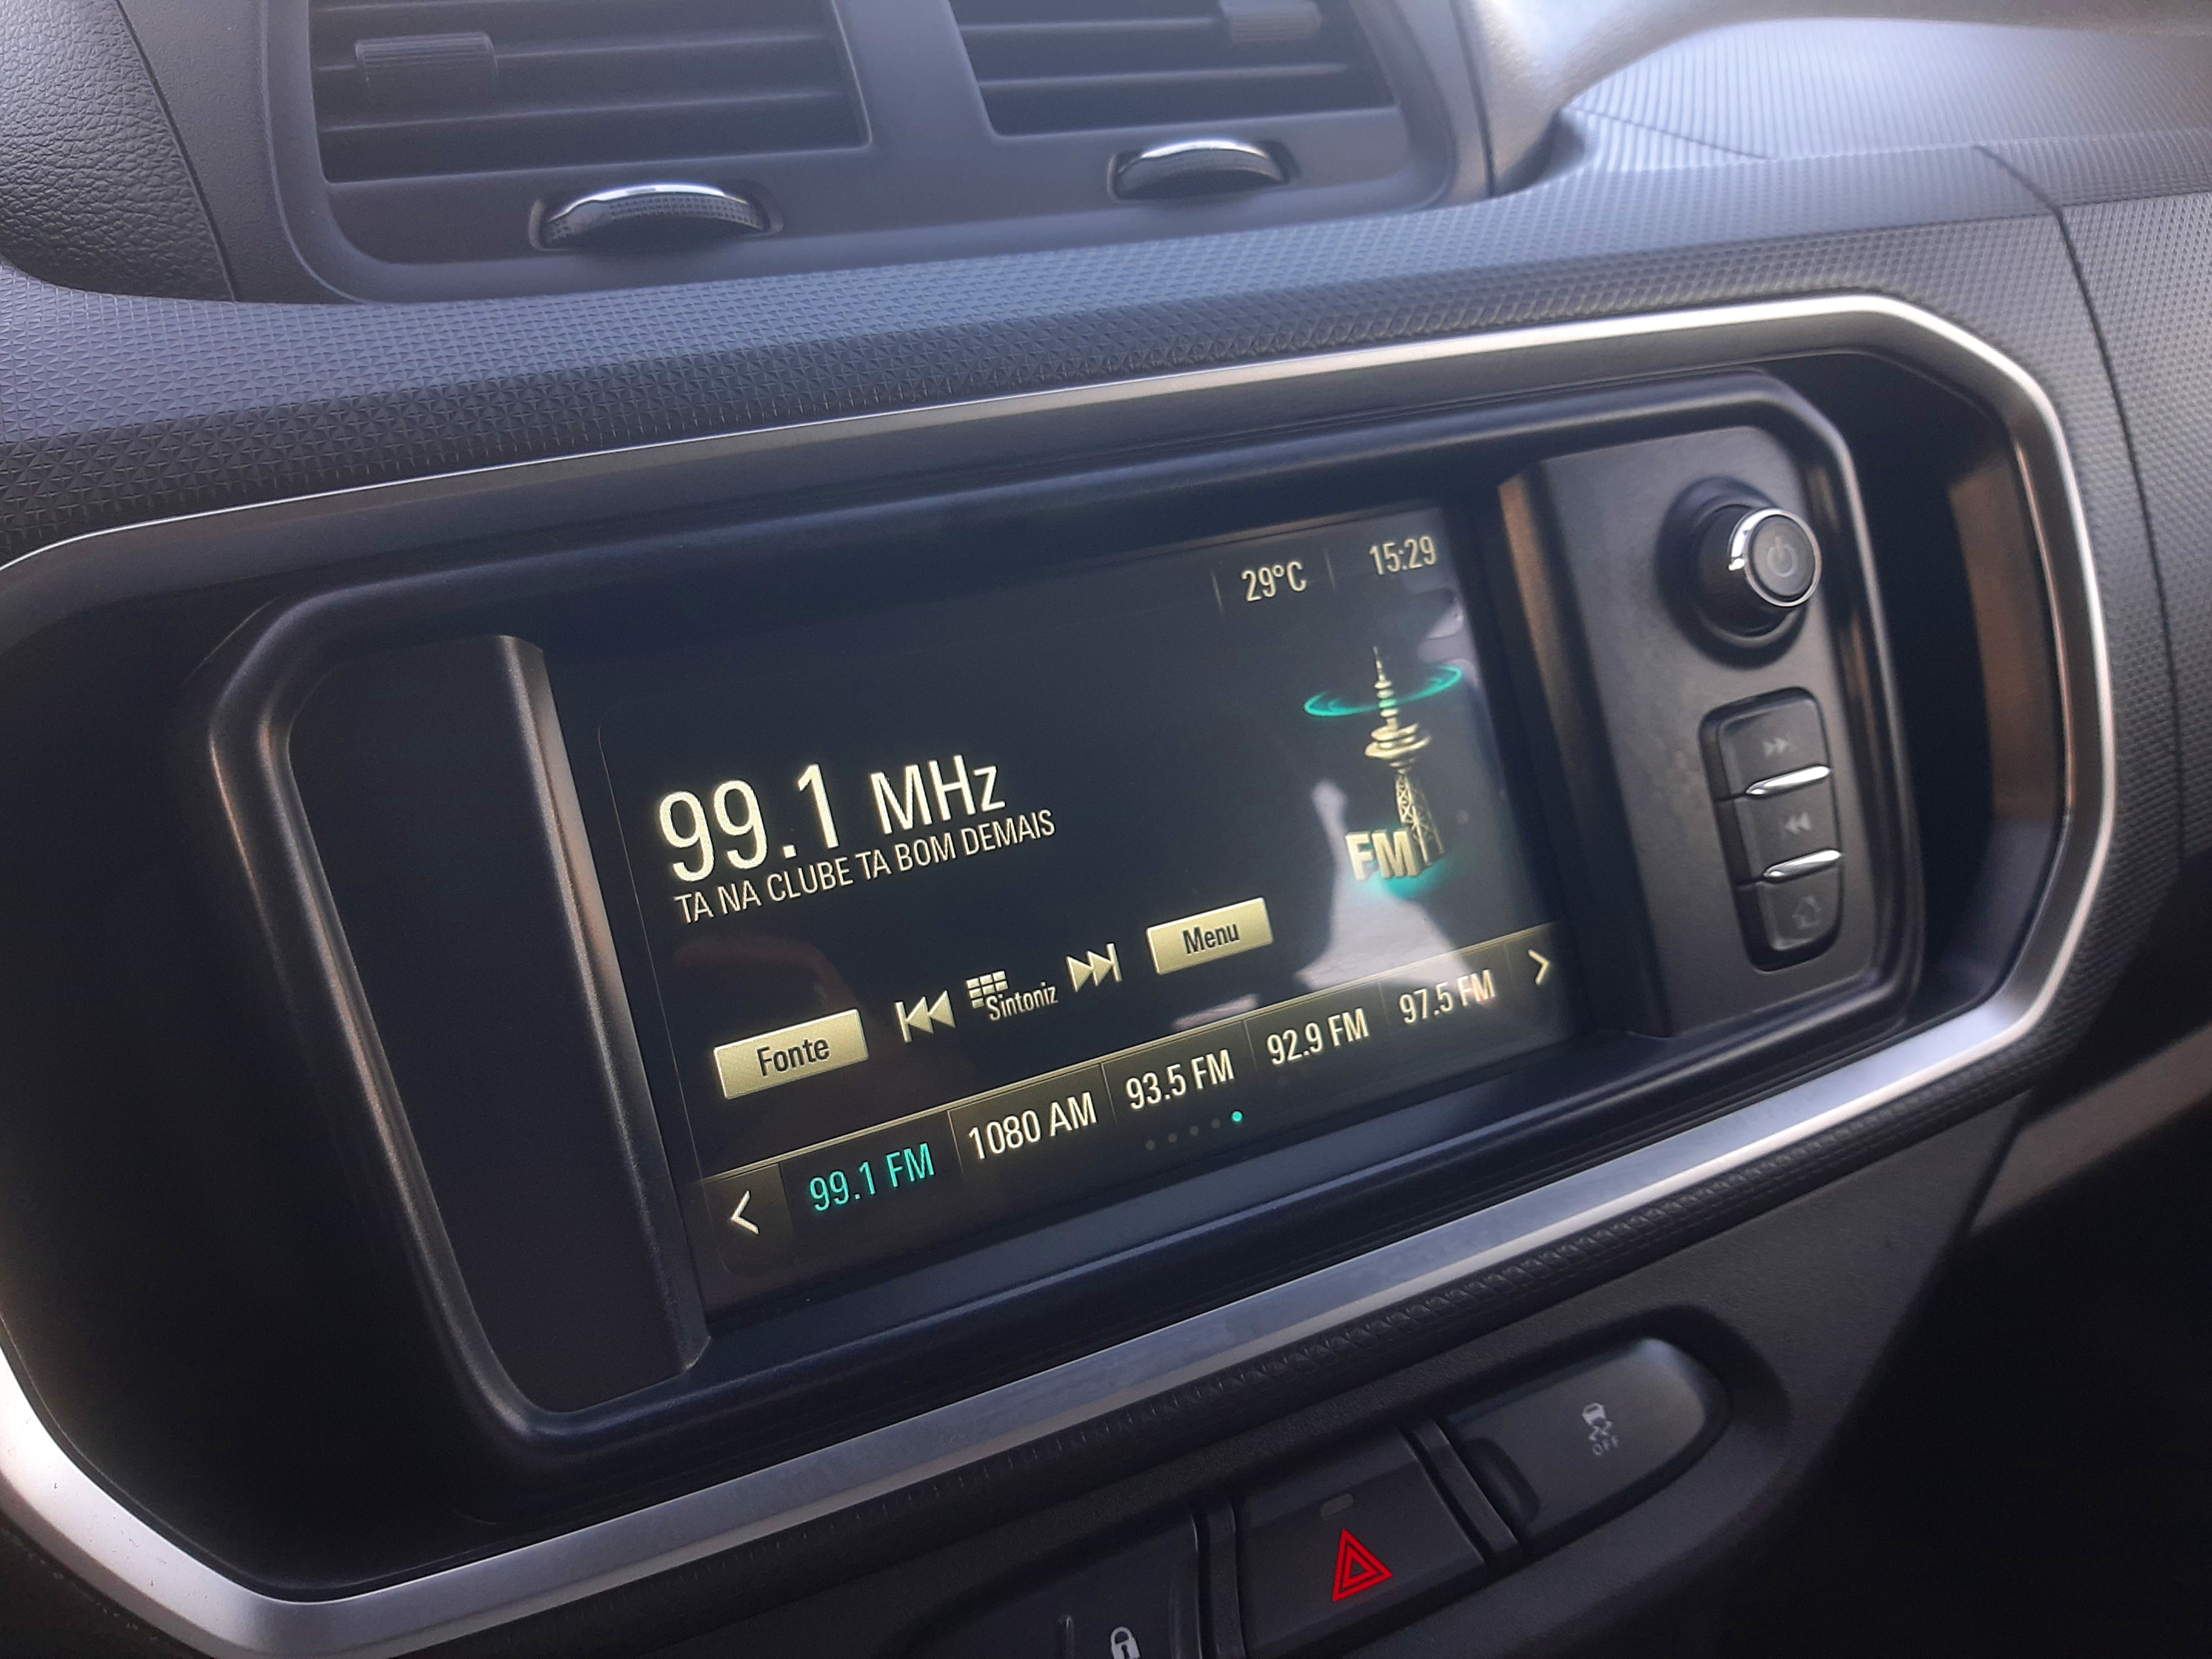 29°C 15:29
99.1 MHz
TA NA CLUBE TA BOM DEMAIS
FM
Fonte Sintoniz Menu
99.1 FM 1080 AM 93.5 FM 92.9 FM 97.5 FM
OFF